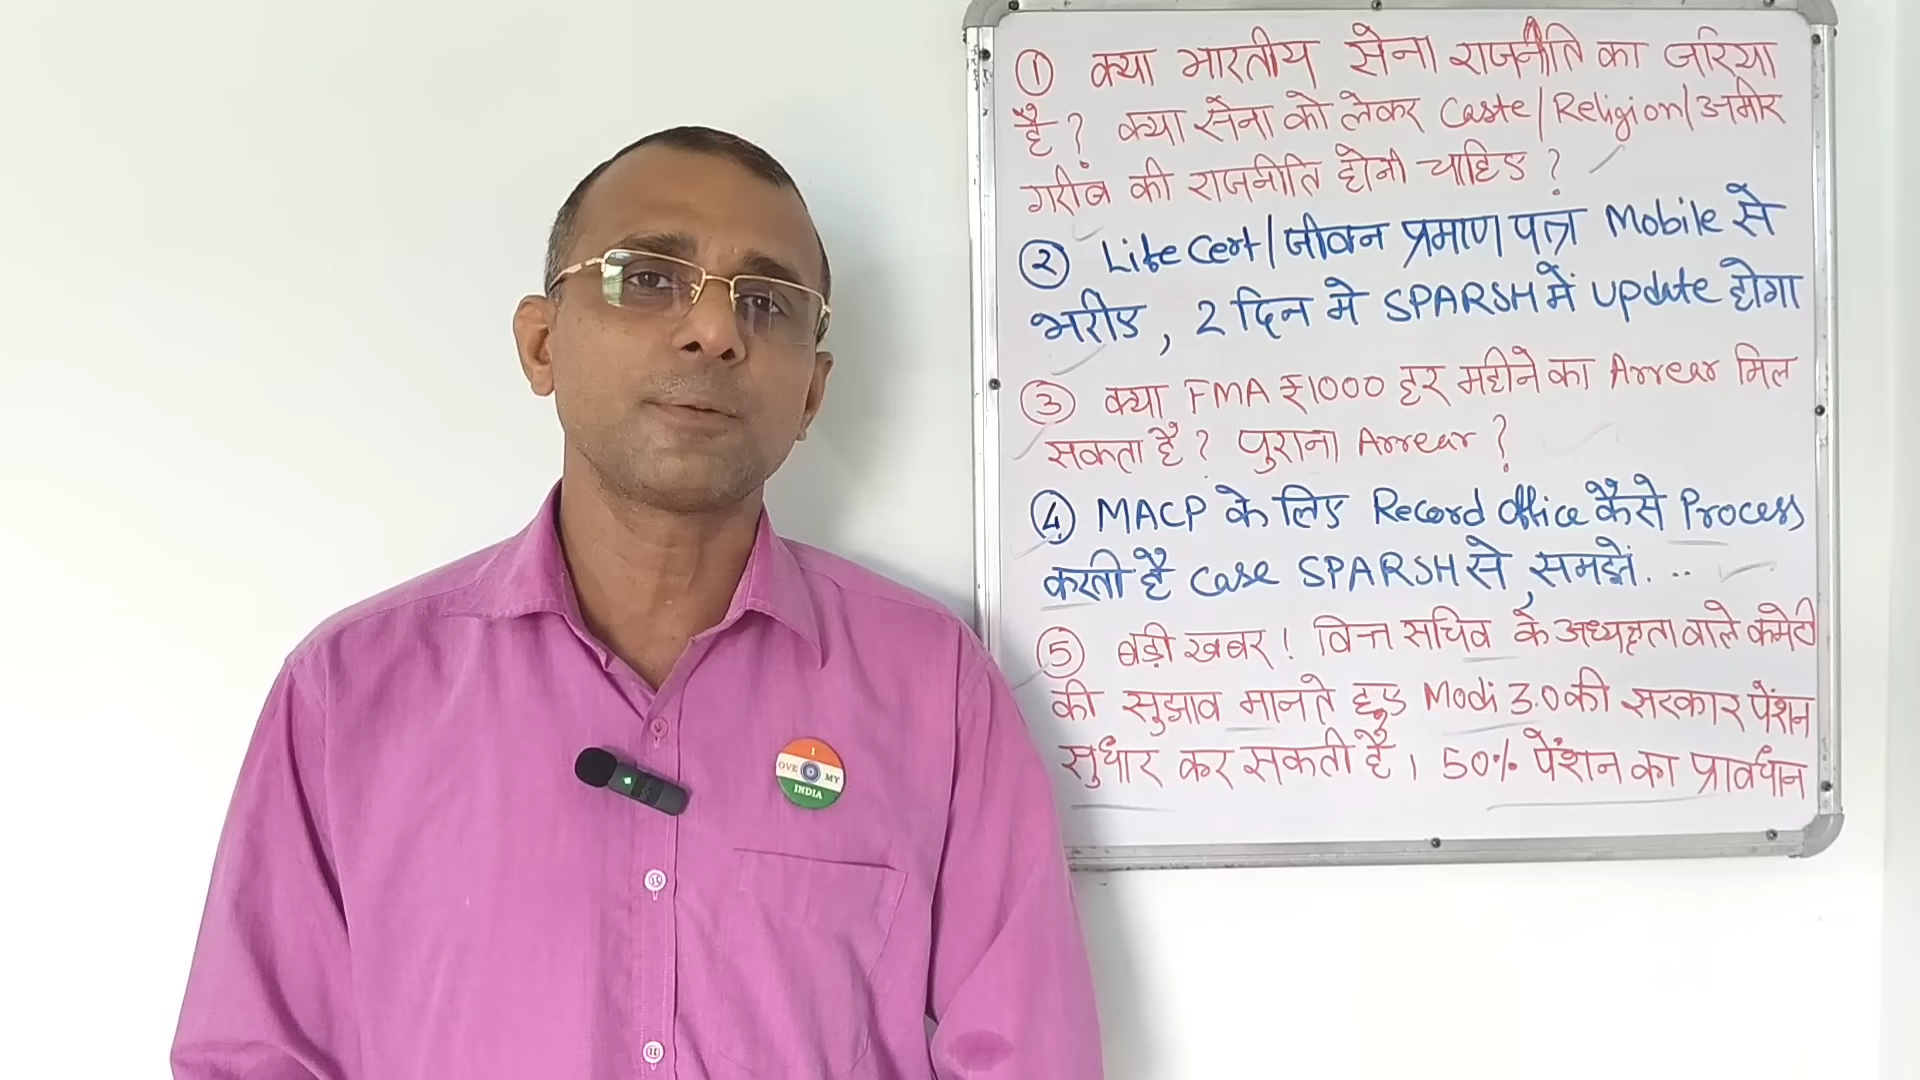 ① क्या भारतीय सेना राजनीति का जरिया
है? क्या सेना को लेकर Caste/Religion/अमीर
गरीब की राजनीति होनी चाहिए?
② Life Cert/जीवन प्रमाण पत्र Mobile से
भरीए, 2 दिन मे SPARSH में Update होगा
③ क्या FMA ₹1000 हर महीने का Arrear मिल
सकता है? पुराना Arrear?
④ MACP के लिए Record Office कैसे Process
करती है Case SPARSH से, समझें...
⑤ बड़ी खबर! वित्त सचिव के अध्यक्षता वाले कमेटी
की सुझाव मानते हुए Modi 3.0 की सरकार पेंशन
सुधार कर सकती है। 50% पेंशन का प्रावधान
I
OVE MY
INDIA